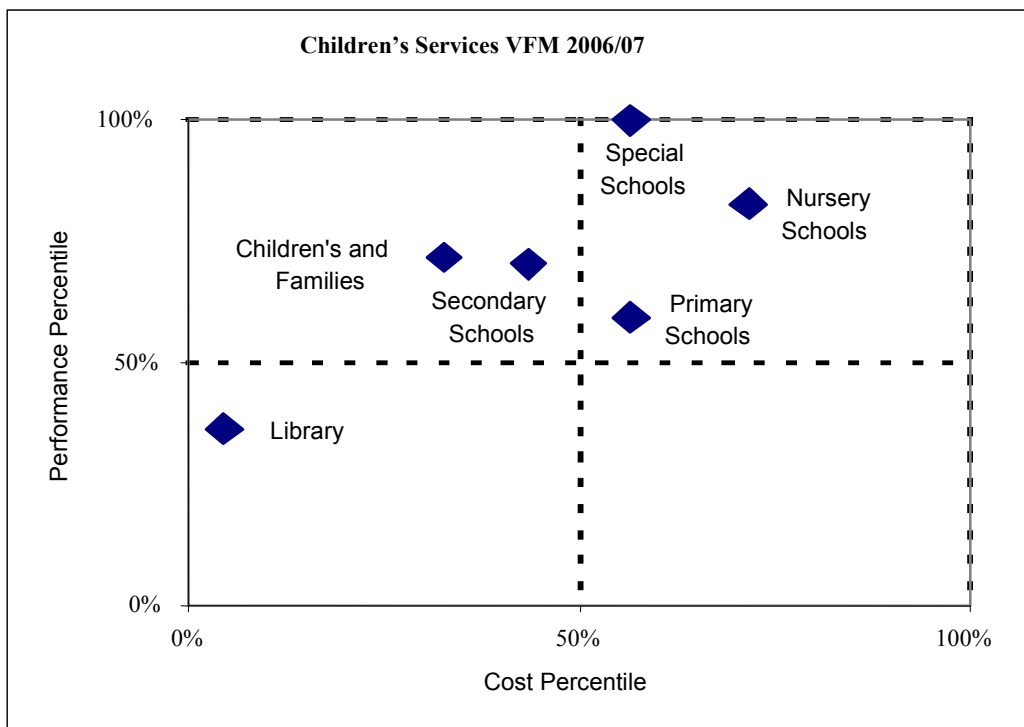 Children’s Services VFM 2006/07
100%
Special
Schools
Nursery
Schools
Children's and
Families
Secondary
Schools
Primary
Schools
Performance Percentile
50%
Library
0%
0%
50%
100%
Cost Percentile